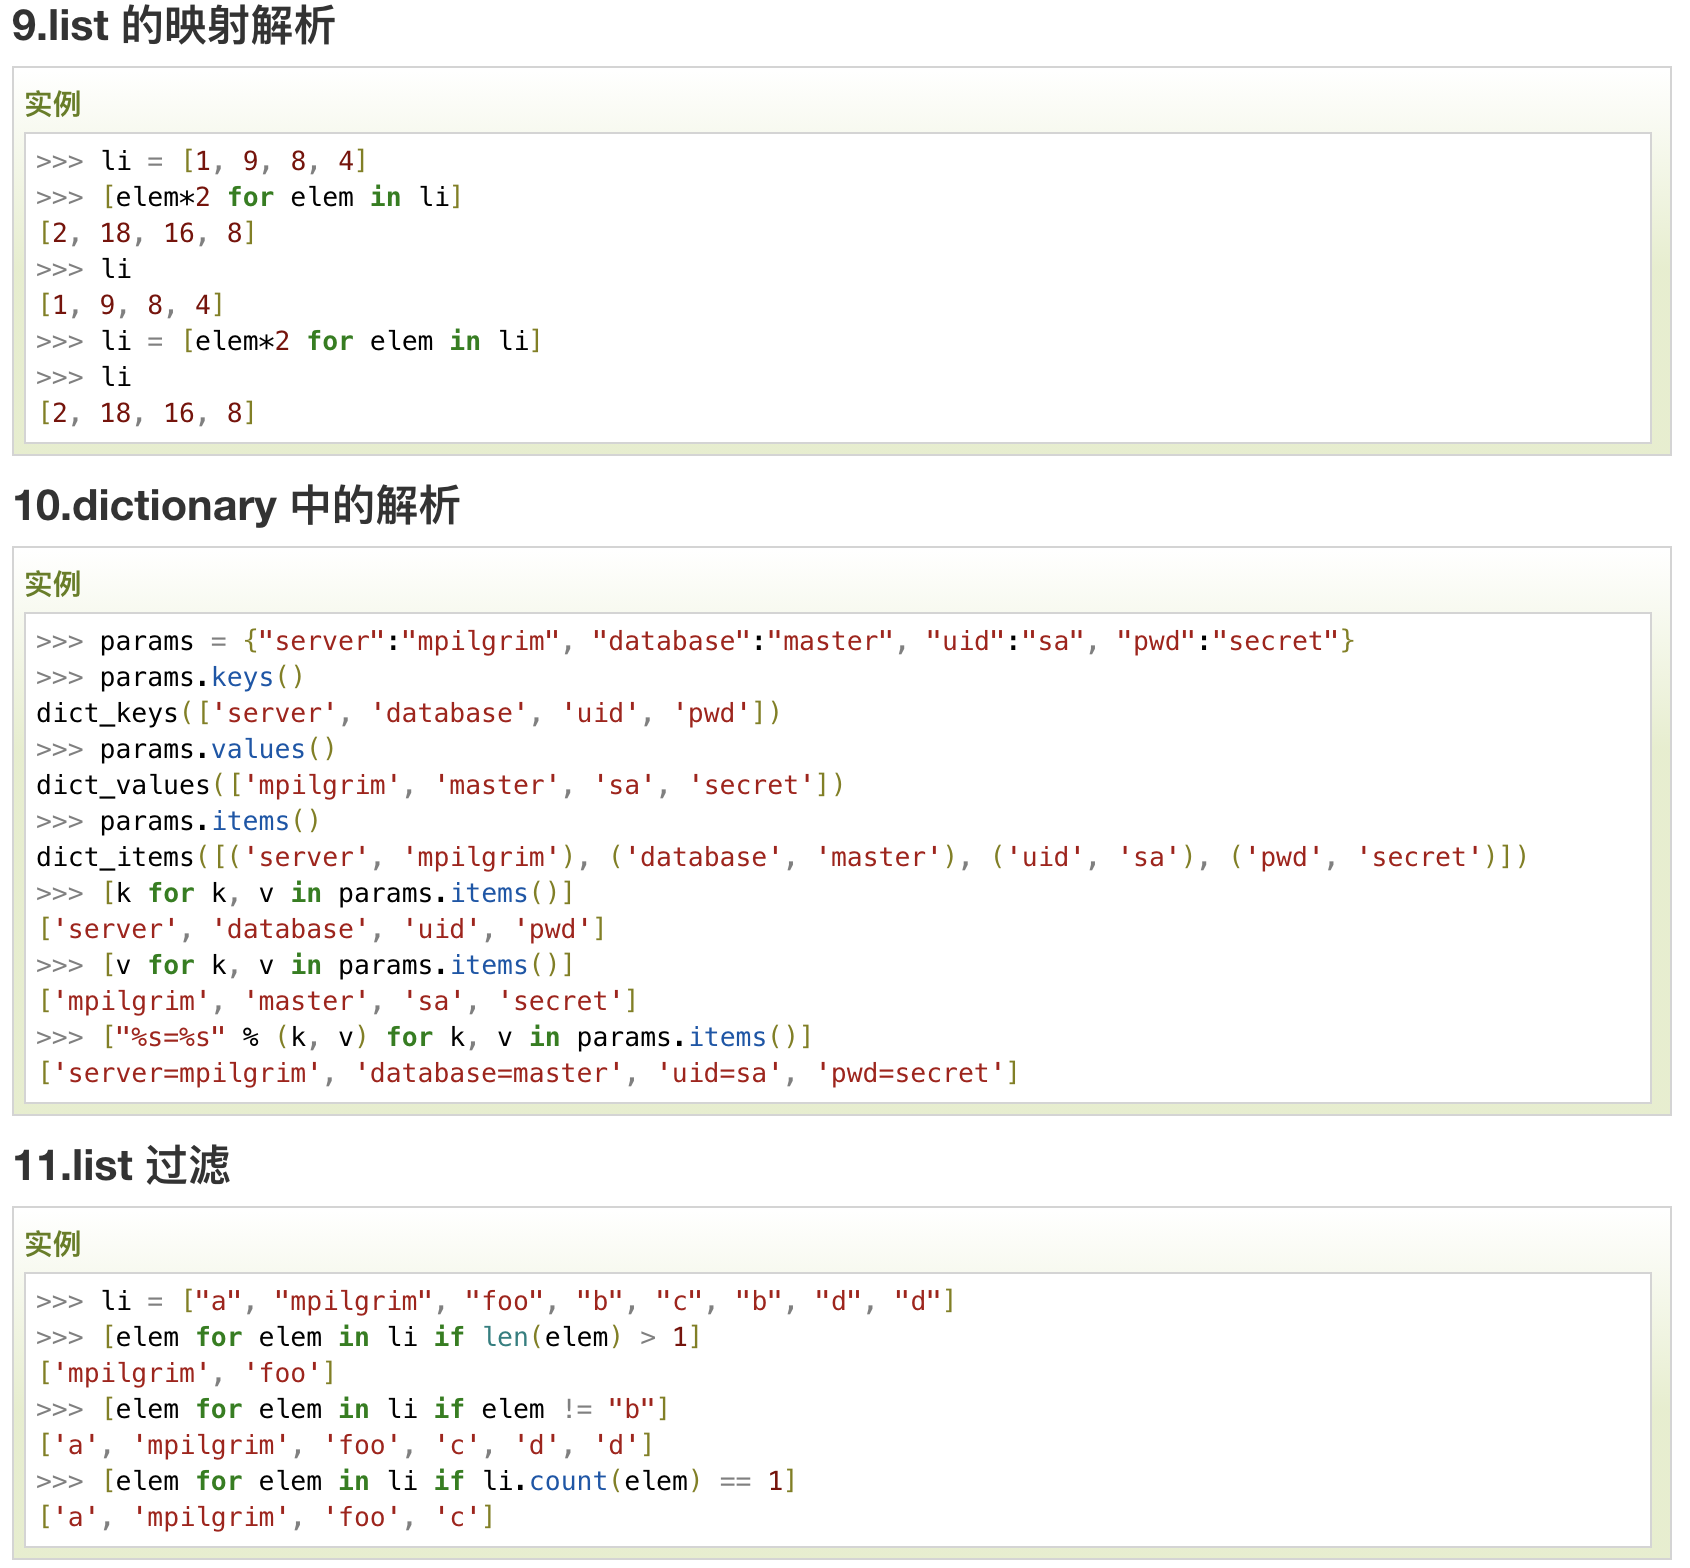 9.list 的映射解析
实例
>>> li = [1, 9, 8, 4]
>>> [elem*2 for elem in li]
[2, 18, 16, 8]
>>> li
[1, 9, 8, 4]
>>> li = [elem*2 for elem in li]
>>> li
[2, 18, 16, 8]
10.dictionary 中的解析
实例
>>> params = {"server":"mpilgrim", "database":"master", "uid":"sa", "pwd":"secret"}
>>> params.keys()
dict_keys(['server', 'database', 'uid', 'pwd'])
>>> params.values()
dict_values(['mpilgrim', 'master', 'sa', 'secret'])
>>> params.items()
dict_items([('server', 'mpilgrim'), ('database', 'master'), ('uid', 'sa'), ('pwd', 'secret')])
>>> [k for k, v in params.items()]
['server', 'database', 'uid', 'pwd']
>>> [v for k, v in params.items()]
['mpilgrim', 'master', 'sa', 'secret']
>>> ["%s=%s" % (k, v) for k, v in params.items()]
['server=mpilgrim', 'database=master', 'uid=sa', 'pwd=secret']
11.list 过滤
实例
>>> li = ["a", "mpilgrim", "foo", "b", "c", "b", "d", "d"]
>>> [elem for elem in li if len(elem) > 1]
['mpilgrim', 'foo']
>>> [elem for elem in li if elem != "b"]
['a', 'mpilgrim', 'foo', 'c', 'd', 'd']
>>> [elem for elem in li if li.count(elem) == 1]
['a', 'mpilgrim', 'foo', 'c']